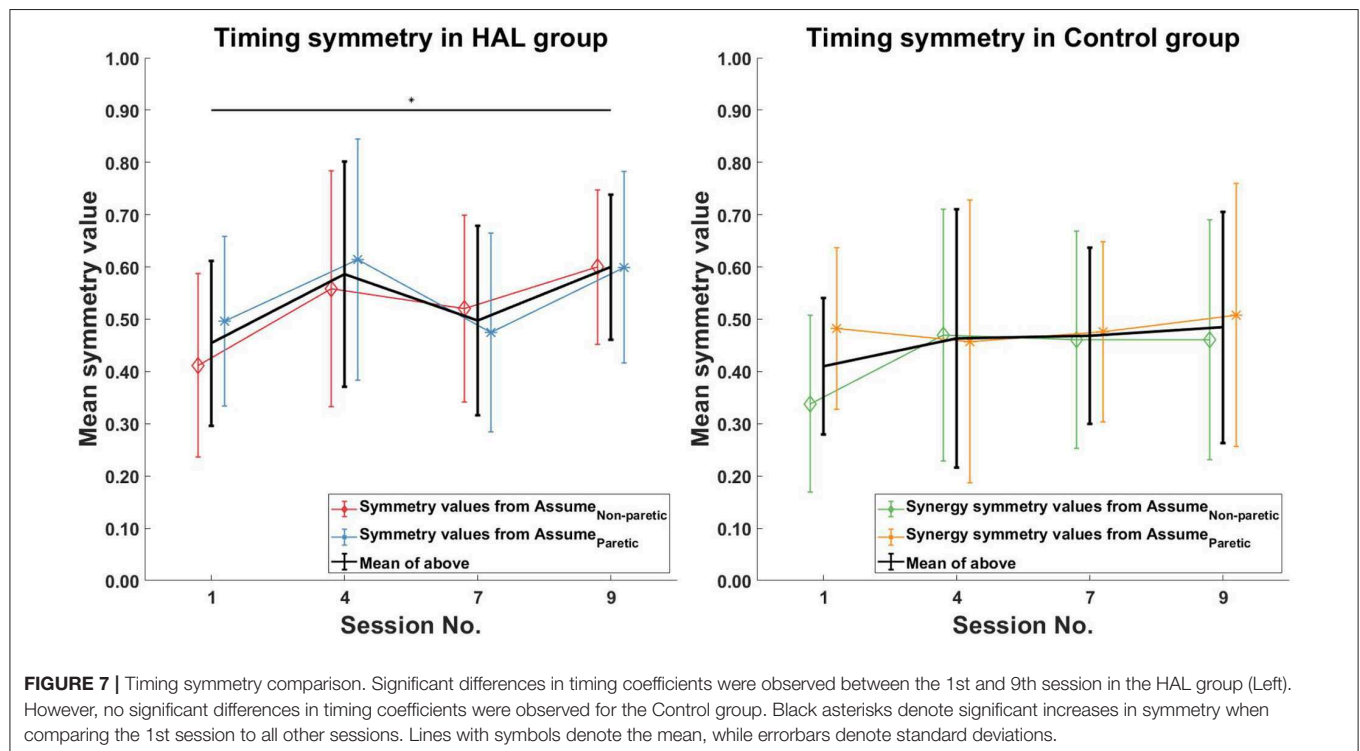 Timing symmetry in HAL group
1.00
0.90
0.80
0.70
0.60
0.50
0.40
0.30
0.20
0.10
0.00
Mean symmetry value
*
Symmetry values from Assume Non-paretic
Symmetry values from Assume Paretic
Mean of above
1 4 7 9
Session No.
Timing symmetry in Control group
1.00
0.90
0.80
0.70
0.60
0.50
0.40
0.30
0.20
0.10
0.00
Mean symmetry value
Synergy symmetry values from Assume Non-paretic
Synergy symmetry values from Assume Paretic
Mean of above
1 4 7 9
Session No.
FIGURE 7 | Timing symmetry comparison. Significant differences in timing coefficients were observed between the 1st and 9th session in the HAL group (Left).
However, no significant differences in timing coefficients were observed for the Control group. Black asterisks denote significant increases in symmetry when
comparing the 1st session to all other sessions. Lines with symbols denote the mean, while errorbars denote standard deviations.